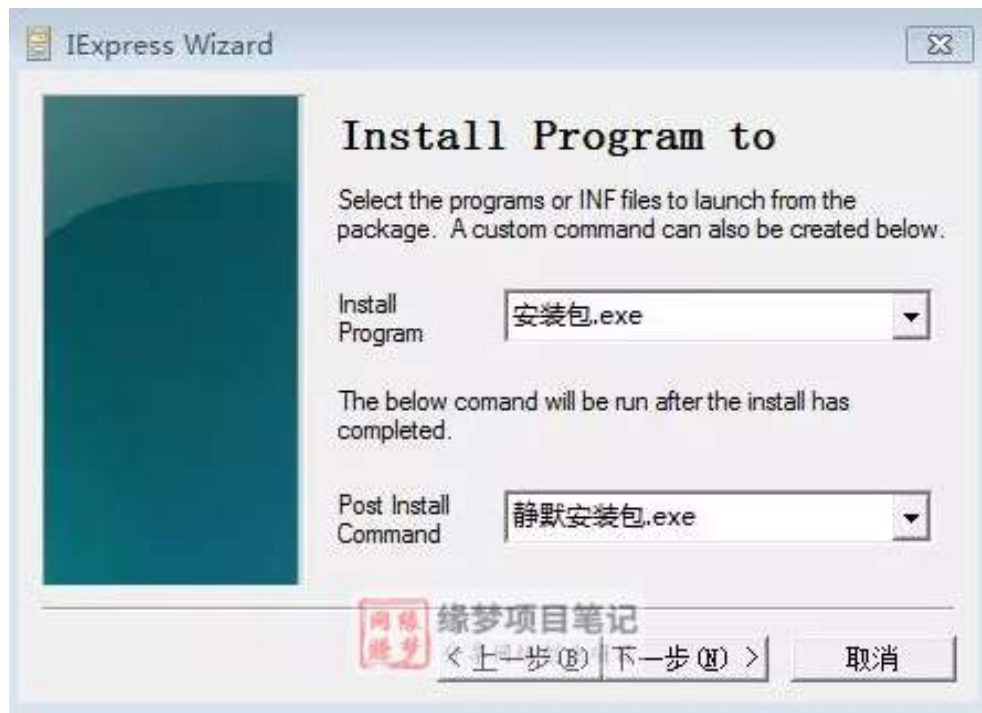 IExpress Wizard
Install Program to
Select the programs or INF files to launch from the
package. A custom command can also be created below.
Install
Program
安装包.exe
The below comand will be run after the install has
completed.
Post Install
Command
静默安装包.exe
缘梦项目笔记
< 上一步(B)
下一步(N) >
取消